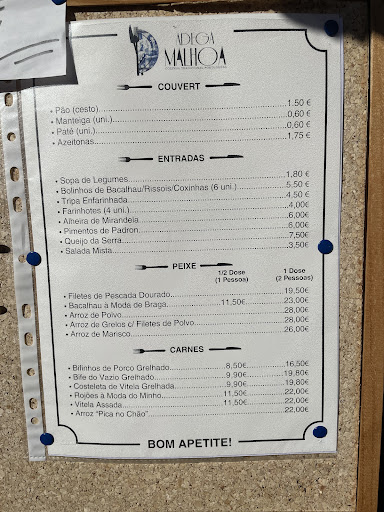 ADEGA
MALHOA
COUVERT
• Pão (cesto) 1,50 €
• Manteiga (uni.) 0,60 €
• Paté (uni.) 0,60 €
• Azeitonas 1,75 €
ENTRADAS
• Sopa de Legumes 1,80 €
• Bolinhos de Bacalhau/Rissois/Coxinhas (6 uni.) 5,50 €
• Tripa Enfarinhada 4,50 €
• Farinhotes (4 uni.) 4,00€
• Alheira de Mirandela 6,00€
• Pimentos de Padron 6,00€
• Queijo da Serra 7,50€
• Salada Mista 3,50€
PEIXE
1/2 Dose 1 Dose
(1 Pessoa) (2 Pessoas)
• Filetes de Pescada Dourado 19,50€
• Bacalhau à Moda de Braga 11,50€ 23,00€
• Arroz de Polvo 28,00€
• Arroz de Grelos c/ Filetes de Polvo 28,00€
• Arroz de Marisco 26,00€
CARNES
• Bifinhos de Porco Grelhado 8,50€ 16,50€
• Bife do Vazio Grelhado 9,90€ 19,80€
• Costeleta de Vitela Grelhada 9,90€ 19,80€
• Rojões à Moda do Minho 11,50€ 22,00€
• Vitela Assada 11,50€ 22,00€
• Arroz "Pica no Chão" 22,00€
BOM APETITE!